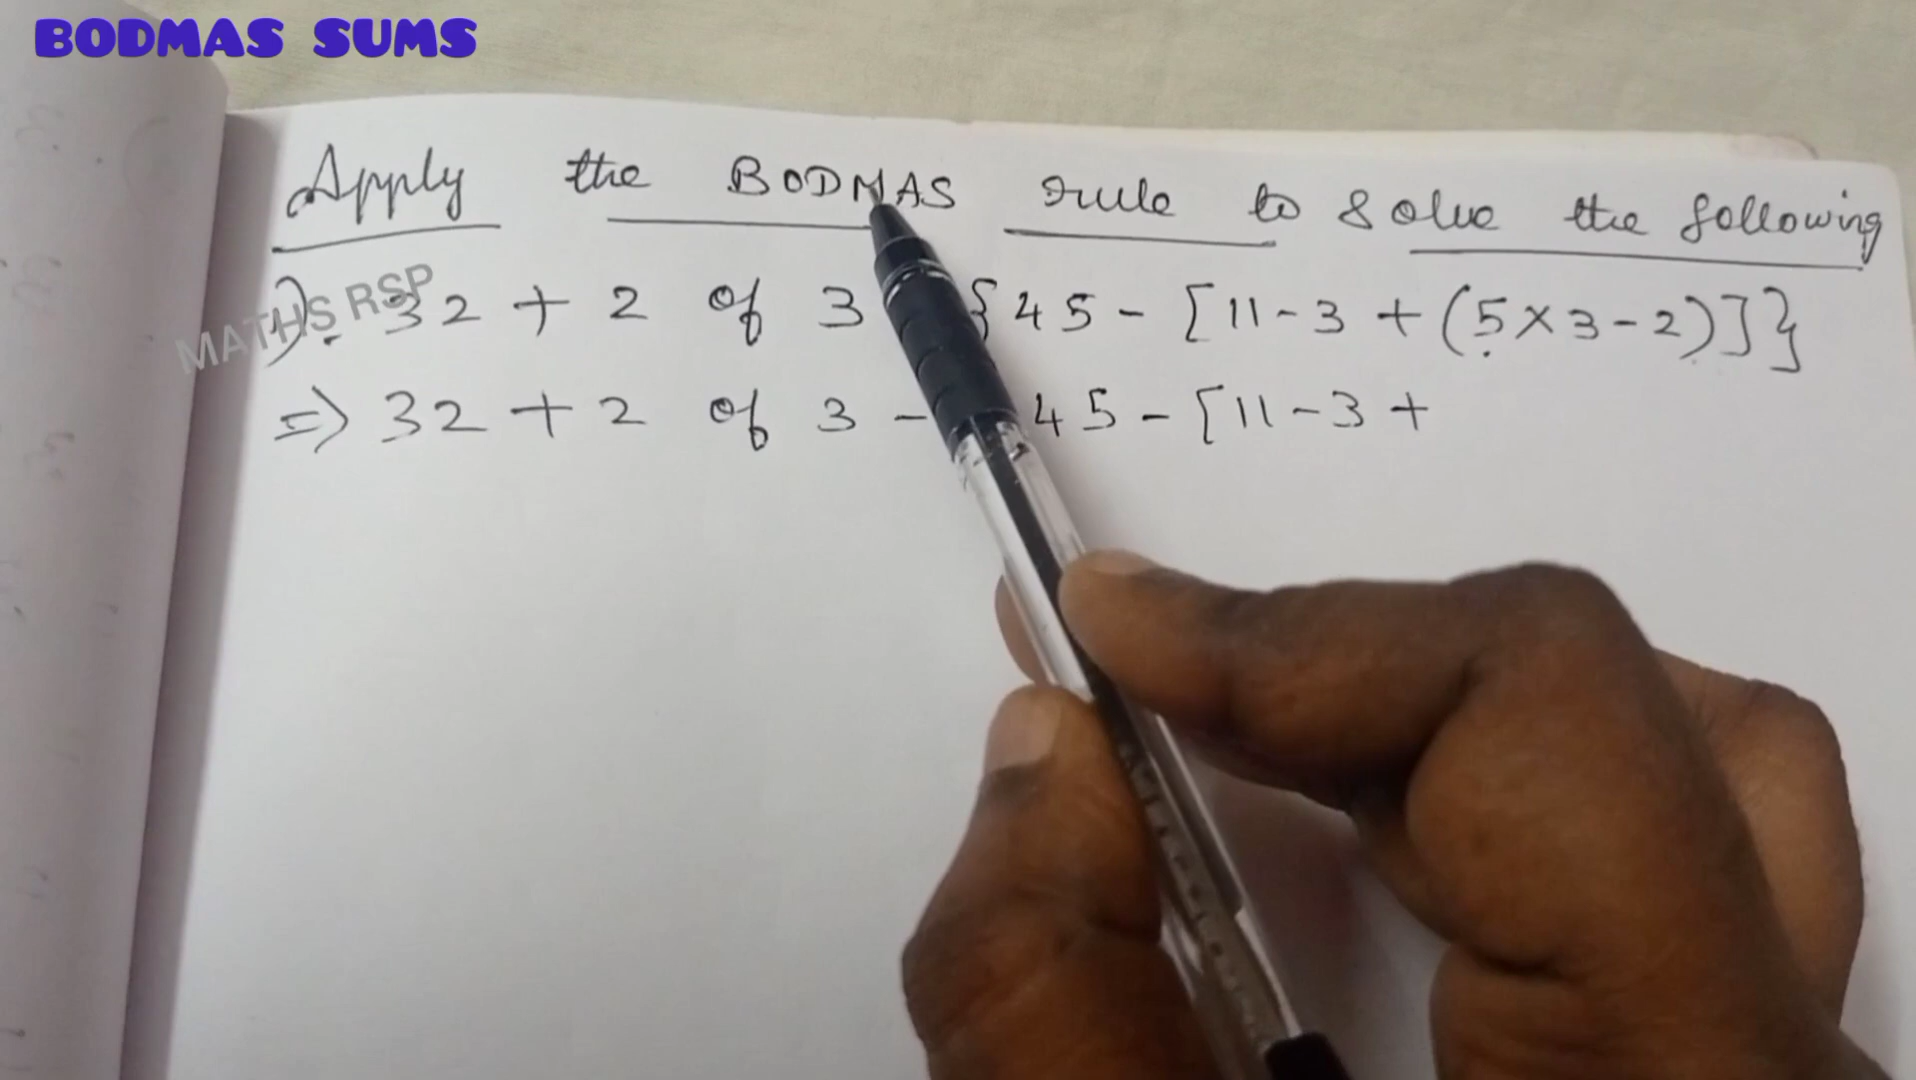 BODMAS SUMS
Apply the BODMAS rule to solve the following
MATHS RSP
1). 32 + 2 of 3 {45 - [11-3 + (5×3-2)]}
⇒ 32 + 2 of 3 - 45 - [11-3 +